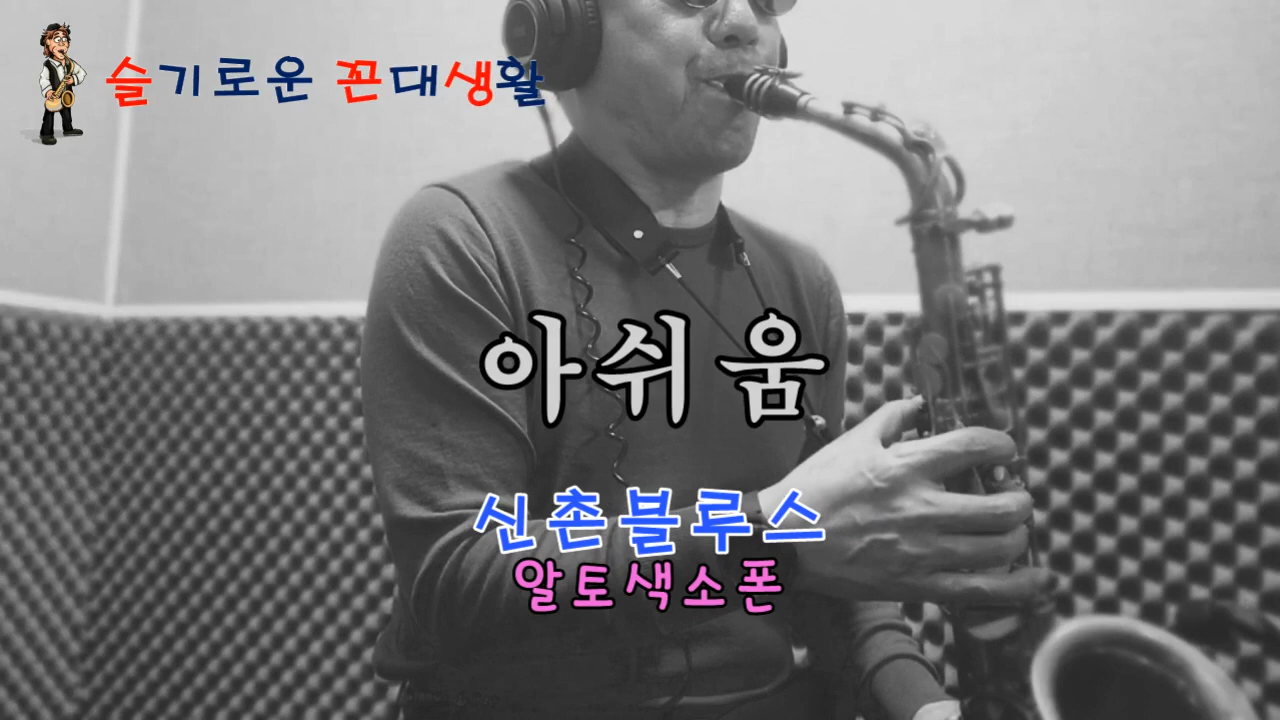 슬기로운 꼰대생활
아쉬움
신촌블루스
알토색소폰